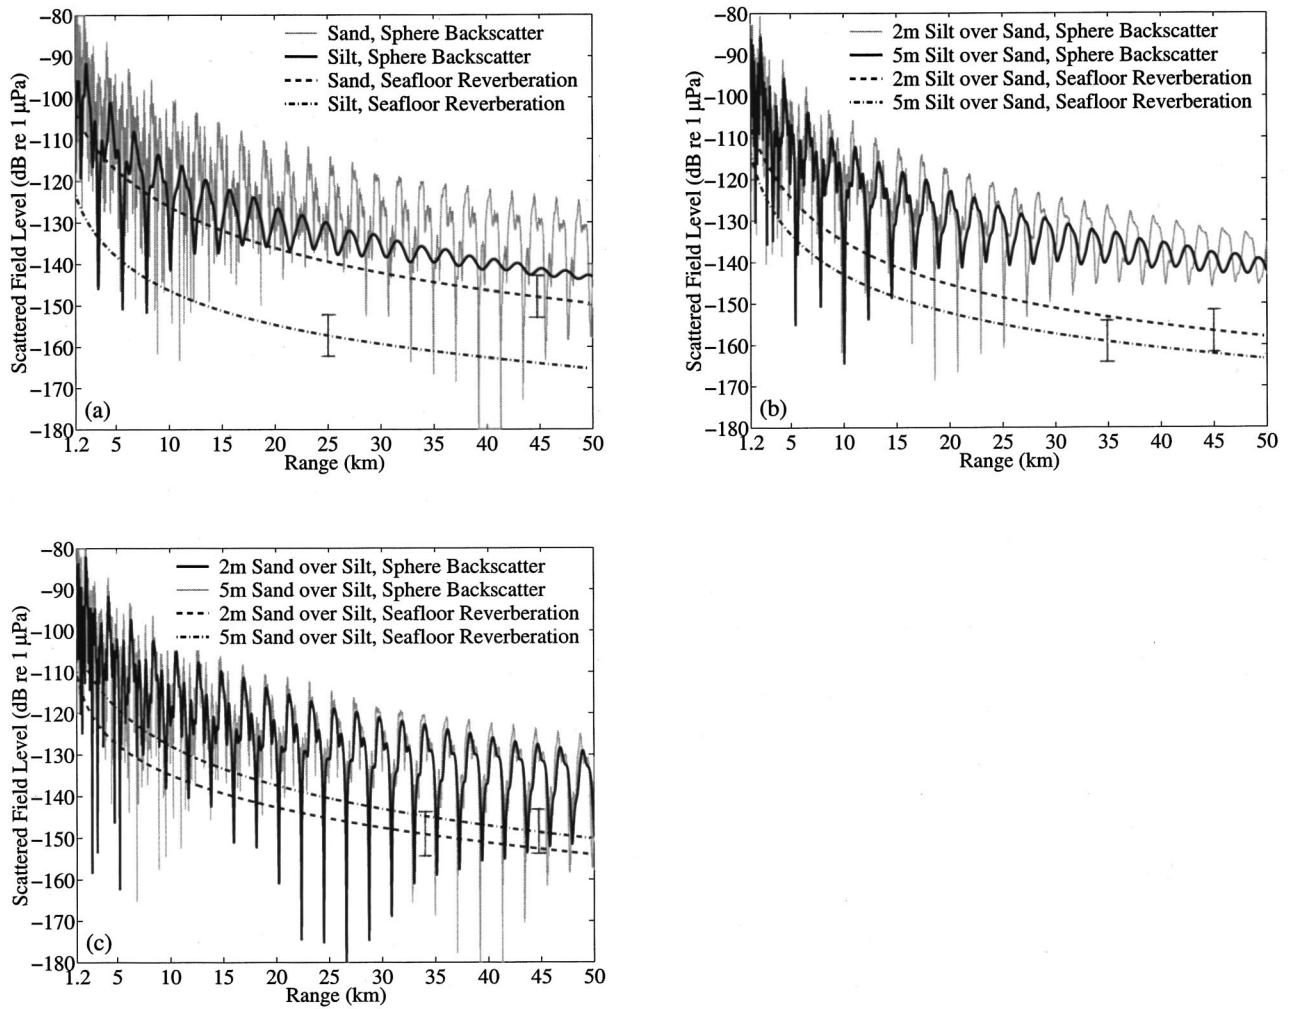 Scattered Field Level (dB re 1 μPa)
−80
−90
−100
−110
−120
−130
−140
−150
−160
−170
−180
Sand, Sphere Backscatter
Silt, Sphere Backscatter
Sand, Seafloor Reverberation
Silt, Seafloor Reverberation
(a)
1.2 5 10 15 20 25 30 35 40 45 50
Range (km)
Scattered Field Level (dB re 1 μPa)
−80
−90
−100
−110
−120
−130
−140
−150
−160
−170
−180
2m Silt over Sand, Sphere Backscatter
5m Silt over Sand, Sphere Backscatter
2m Silt over Sand, Seafloor Reverberation
5m Silt over Sand, Seafloor Reverberation
(b)
1.2 5 10 15 20 25 30 35 40 45 50
Range (km)
Scattered Field Level (dB re 1 μPa)
−80
−90
−100
−110
−120
−130
−140
−150
−160
−170
−180
2m Sand over Silt, Sphere Backscatter
5m Sand over Silt, Sphere Backscatter
2m Sand over Silt, Seafloor Reverberation
5m Sand over Silt, Seafloor Reverberation
(c)
1.2 5 10 15 20 25 30 35 40 45 50
Range (km)